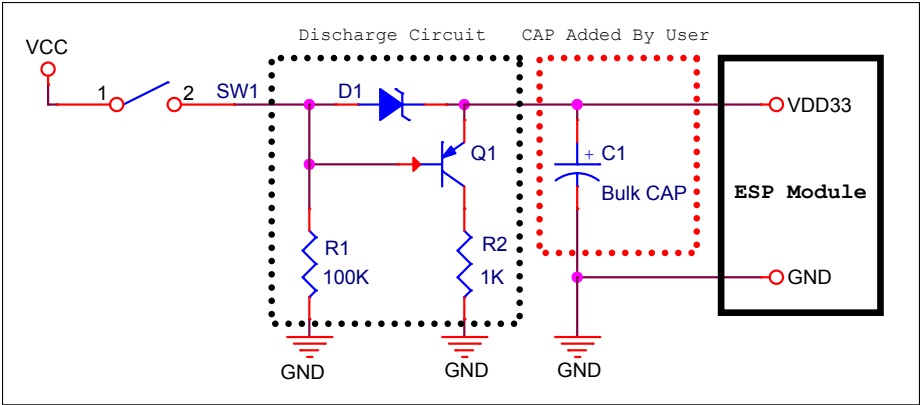 Discharge Circuit
CAP Added By User
VCC
1
2
SW1
D1
VDD33
Q1
+ C1
Bulk CAP
ESP Module
R1
100K
R2
1K
GND
GND
GND
GND